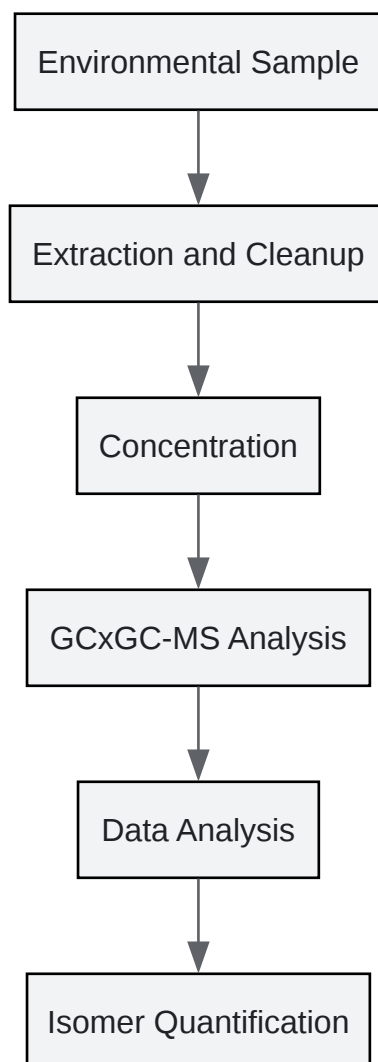 Environmental Sample
Extraction and Cleanup
Concentration
GCxGC-MS Analysis
Data Analysis
Isomer Quantification